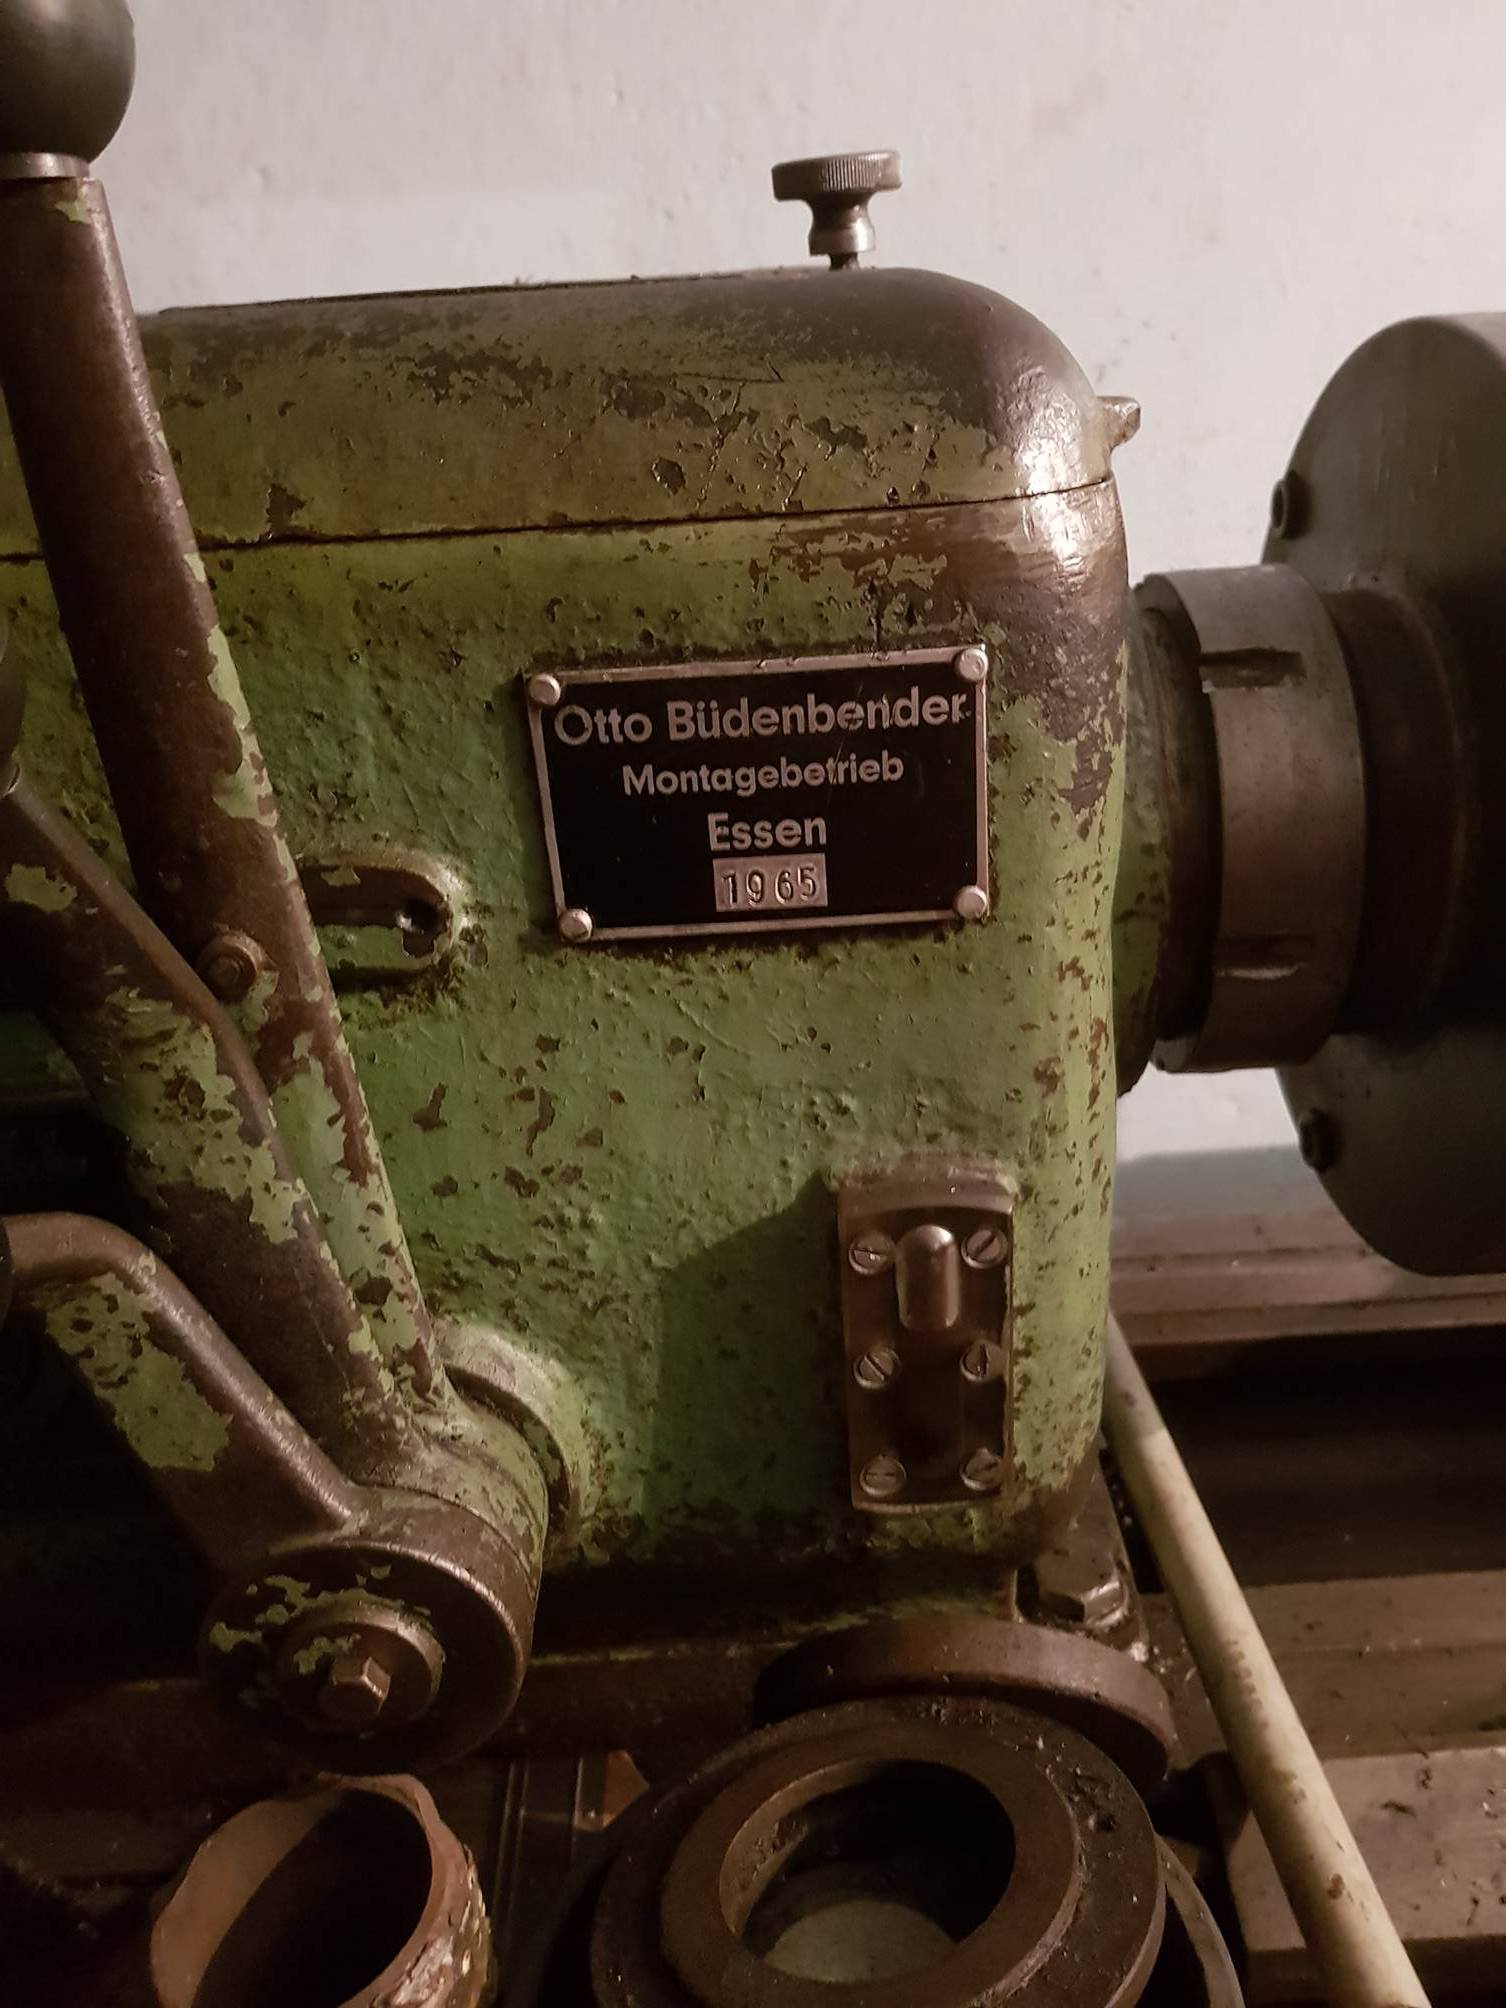 Otto Büdenbender
Montagebetrieb
Essen
1965